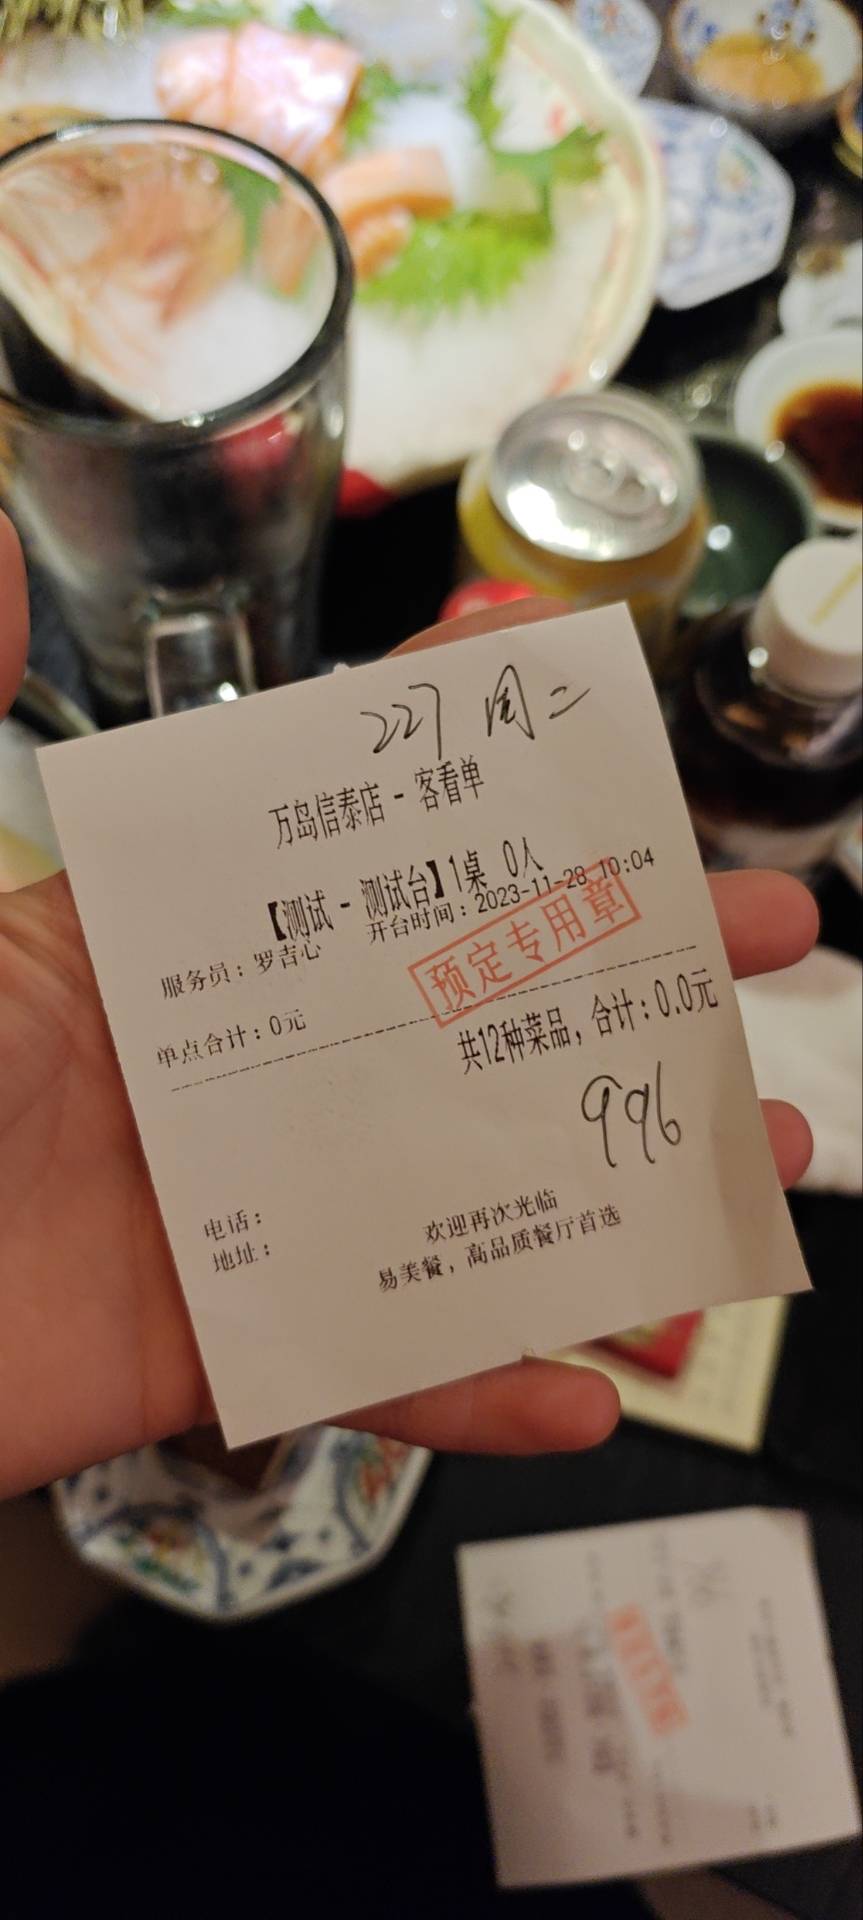 227 周二
万岛信泰店 - 客看单
【测试 - 测试台】1桌 0人
服务员：罗吉心 开台时间：2023-11-28 10:04
预定专用章
单点合计：0元
共12种菜品，合计：0.0元
996
电话：
地址：
欢迎再次光临
易美餐，高品质餐厅首选